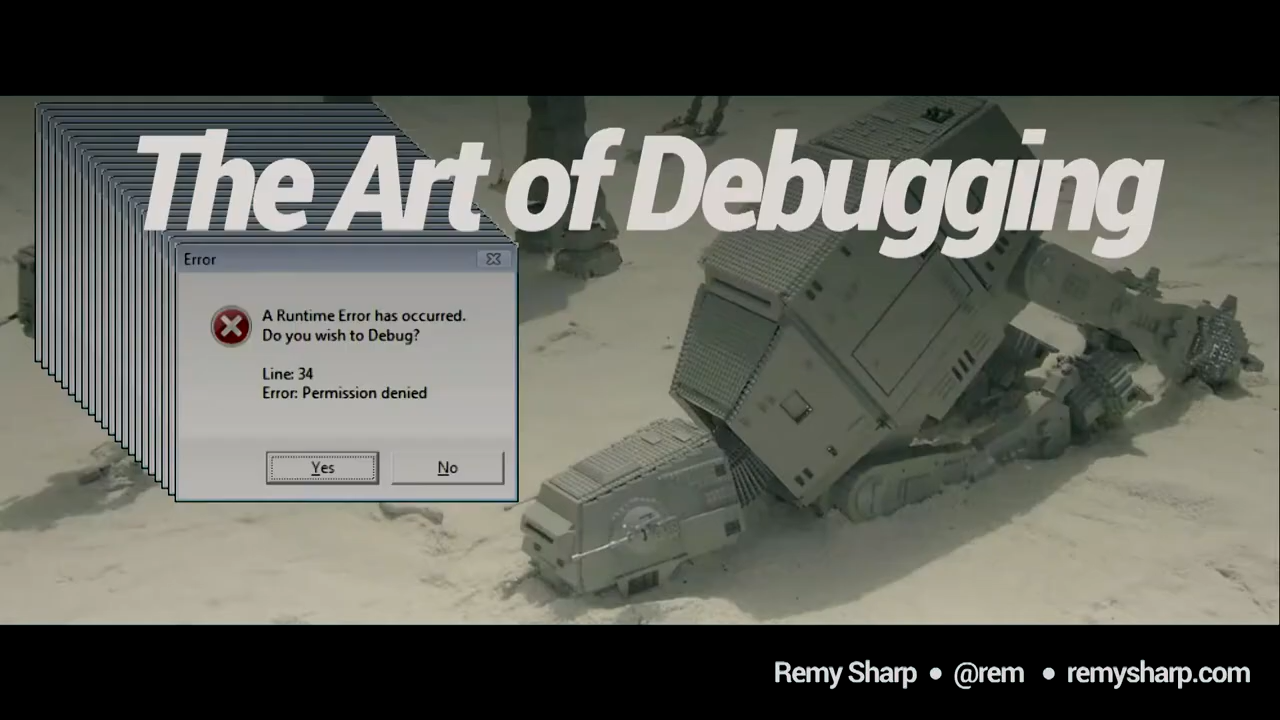 The Art of Debugging
Error
A Runtime Error has occurred.
Do you wish to Debug?
Line: 34
Error: Permission denied
Yes
No
Remy Sharp • @rem • remysharp.com